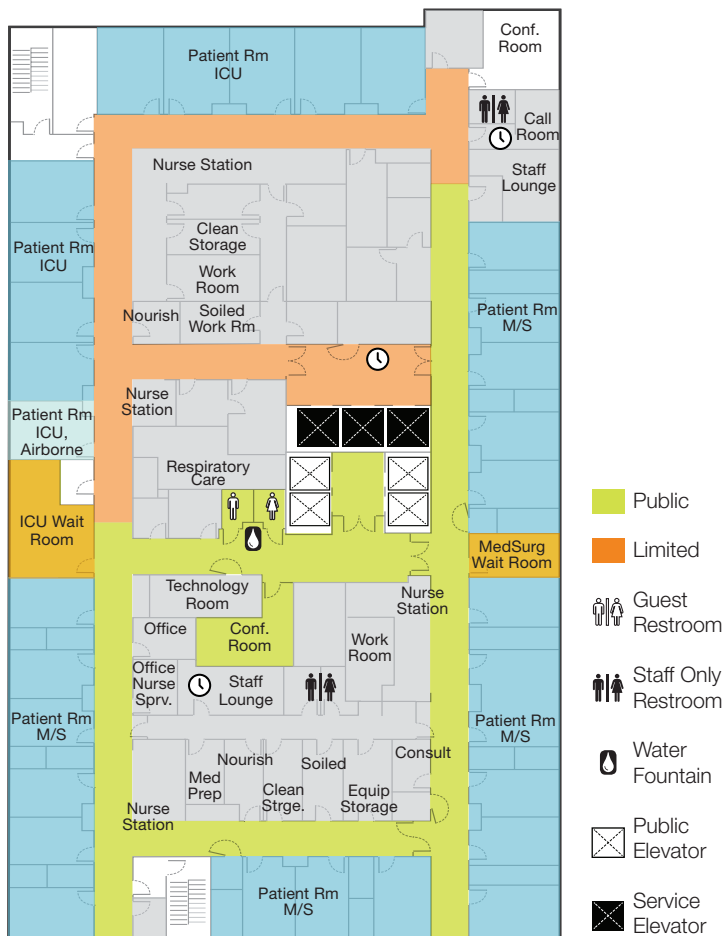 Conf.
Room
Patient Rm
ICU
Call
Room
Nurse Station
Staff
Lounge
Clean
Storage
Patient Rm
ICU
Work
Room
Nourish
Soiled
Work Rm
Patient Rm
M/S
Nurse
Station
Patient Rm
ICU,
Airborne
Respiratory
Care
ICU Wait
Room
MedSurg
Wait Room
Technology
Room
Nurse
Station
Office
Conf.
Room
Work
Room
Office
Nurse
Sprv.
Staff
Lounge
Patient Rm
M/S
Patient Rm
M/S
Consult
Nourish
Soiled
Med
Prep
Clean
Strge.
Equip
Storage
Nurse
Station
Patient Rm
M/S
Public
Limited
Guest
Restroom
Staff Only
Restroom
Water
Fountain
Public
Elevator
Service
Elevator